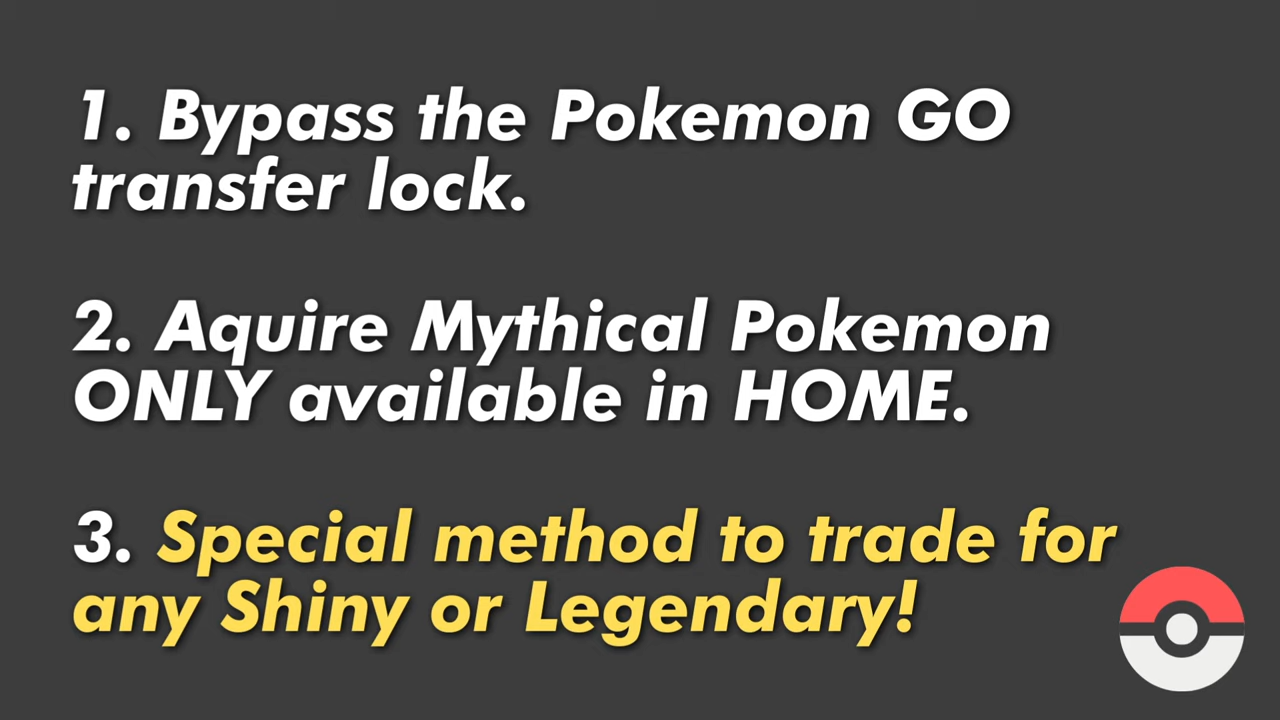 1. Bypass the Pokemon GO
transfer lock.
2. Aquire Mythical Pokemon
ONLY available in HOME.
3. Special method to trade for
any Shiny or Legendary!